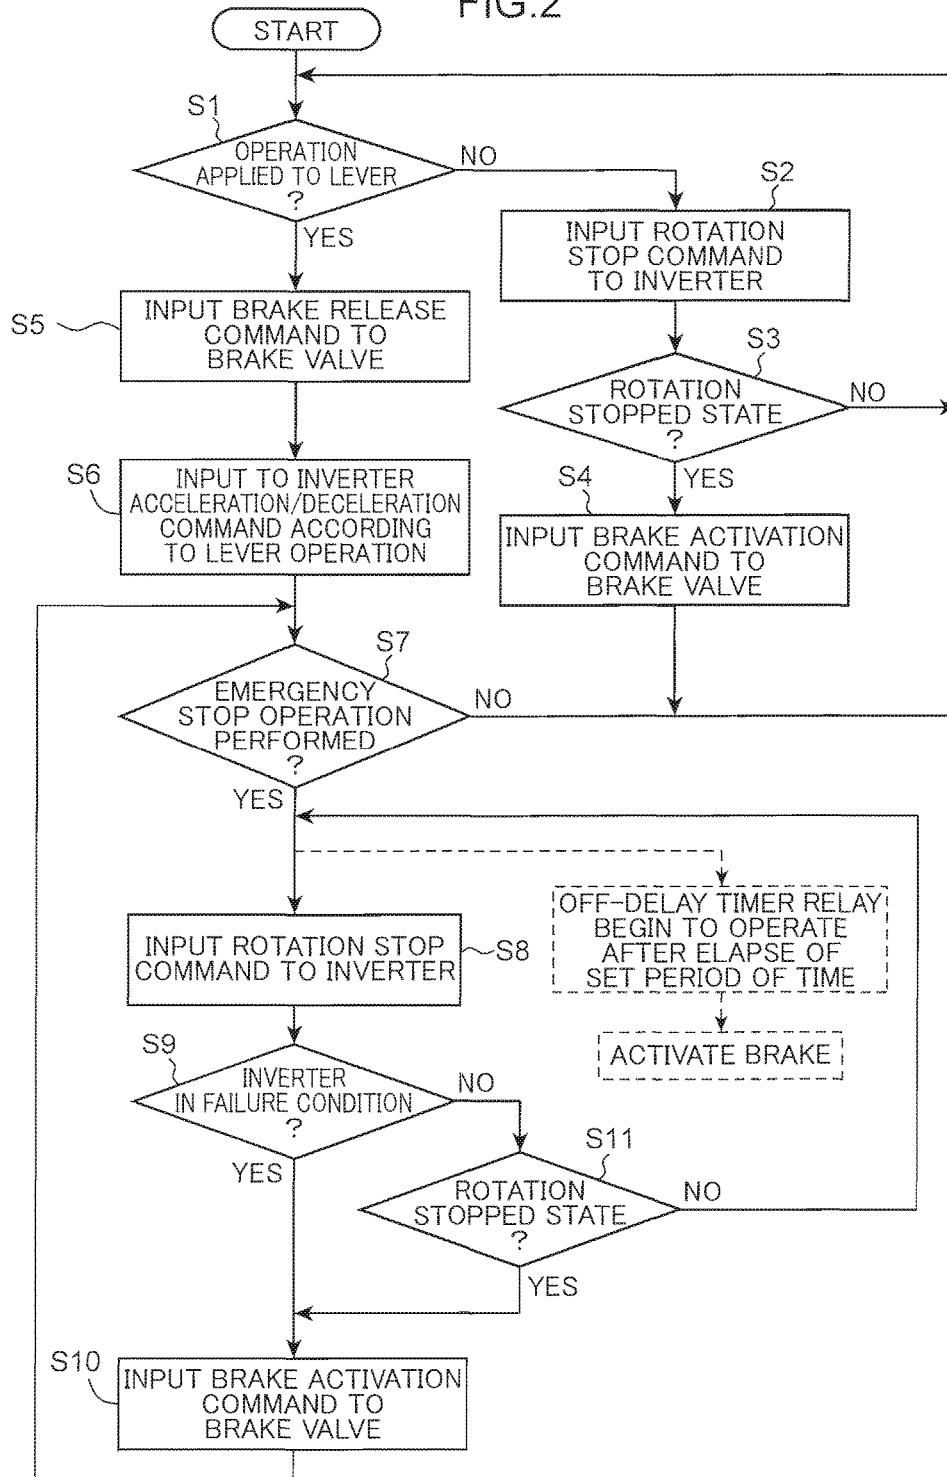 FIG.2
START
S1
OPERATION
APPLIED TO LEVER
?
NO
YES
S2
INPUT ROTATION
STOP COMMAND
TO INVERTER
S5
INPUT BRAKE RELEASE
COMMAND TO
BRAKE VALVE
S3
ROTATION
STOPPED STATE
?
NO
YES
S6
INPUT TO INVERTER
ACCELERATION/DECELERATION
COMMAND ACCORDING
TO LEVER OPERATION
S4
INPUT BRAKE ACTIVATION
COMMAND TO
BRAKE VALVE
S7
EMERGENCY
STOP OPERATION
PERFORMED
?
NO
YES
OFF-DELAY TIMER RELAY
BEGIN TO OPERATE
AFTER ELAPSE OF
SET PERIOD OF TIME
INPUT ROTATION STOP
COMMAND TO INVERTER
S8
ACTIVATE BRAKE
S9
INVERTER
IN FAILURE CONDITION
?
NO
YES
S11
ROTATION
STOPPED STATE
?
NO
YES
S10
INPUT BRAKE ACTIVATION
COMMAND TO
BRAKE VALVE